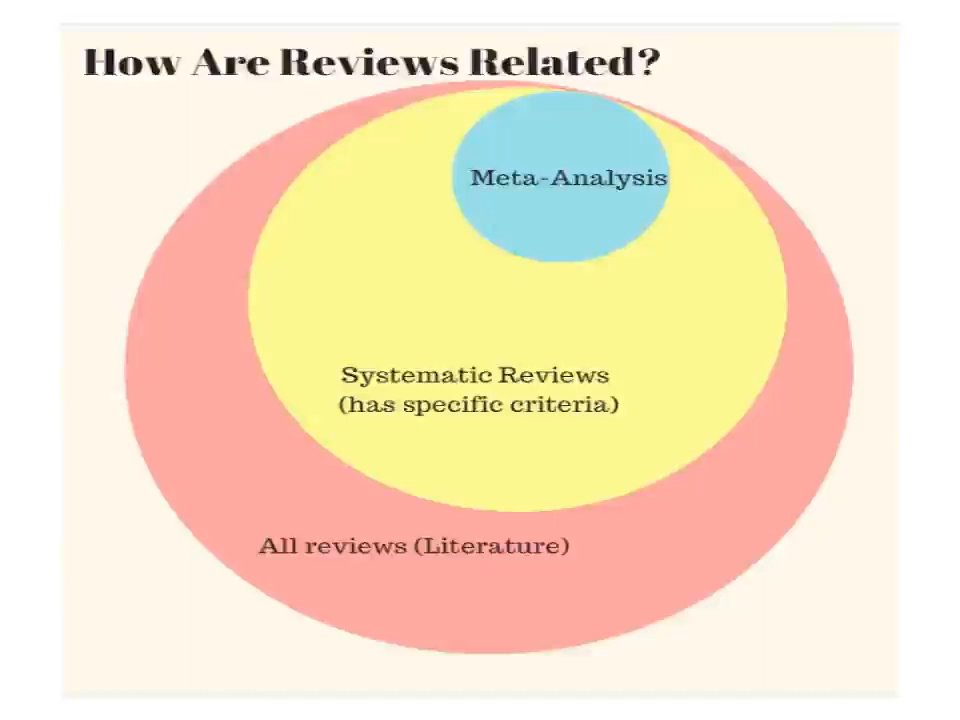 How Are Reviews Related?
Meta-Analysis
Systematic Reviews
(has specific criteria)
All reviews (Literature)